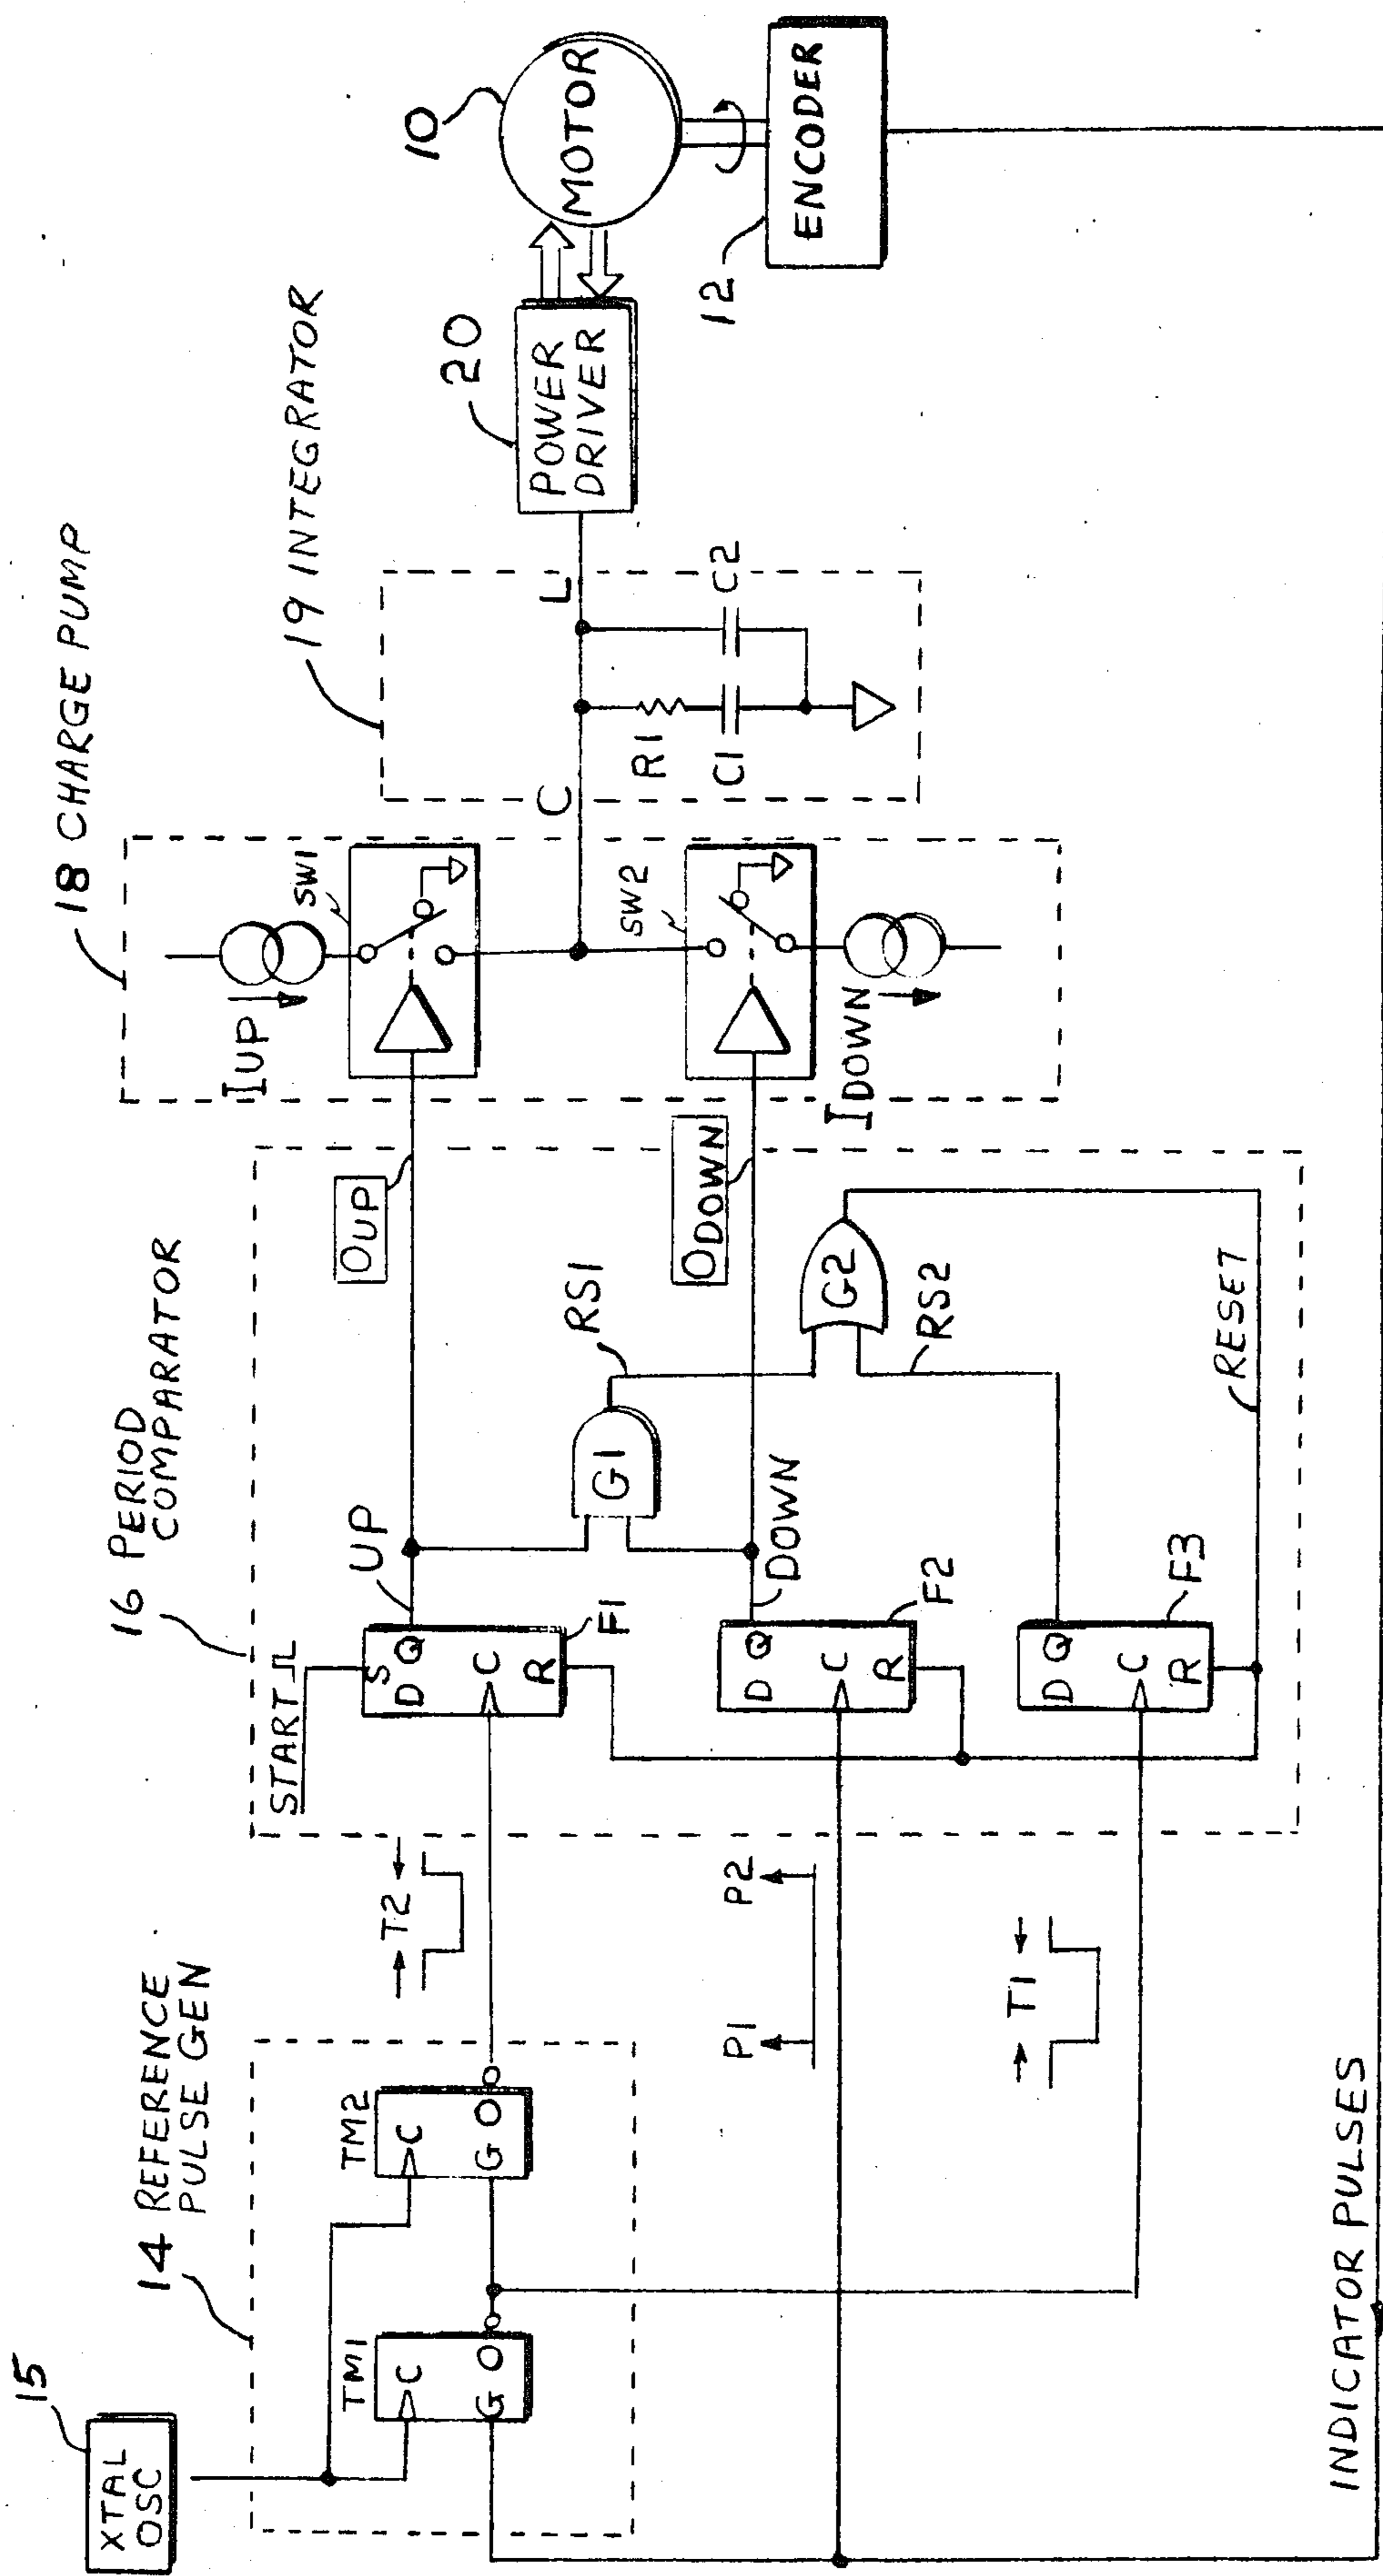 15
XTAL
OSC
14 REFERENCE
PULSE GEN
TM1
C
G O
TM2
C
G O
T2
P1
P2
T1
INDICATOR PULSES
16 PERIOD
COMPARATOR
START
S
D Q
C
R
F1
UP
D Q
C
R
F2
DOWN
D Q
C
R
F3
G1
RS1
G2
RS2
RESET
OUP
ODOWN
18 CHARGE PUMP
IUP
SW1
SW2
IDOWN
19 INTEGRATOR
C
L
R1
C1
C2
20
POWER
DRIVER
10
MOTOR
12
ENCODER